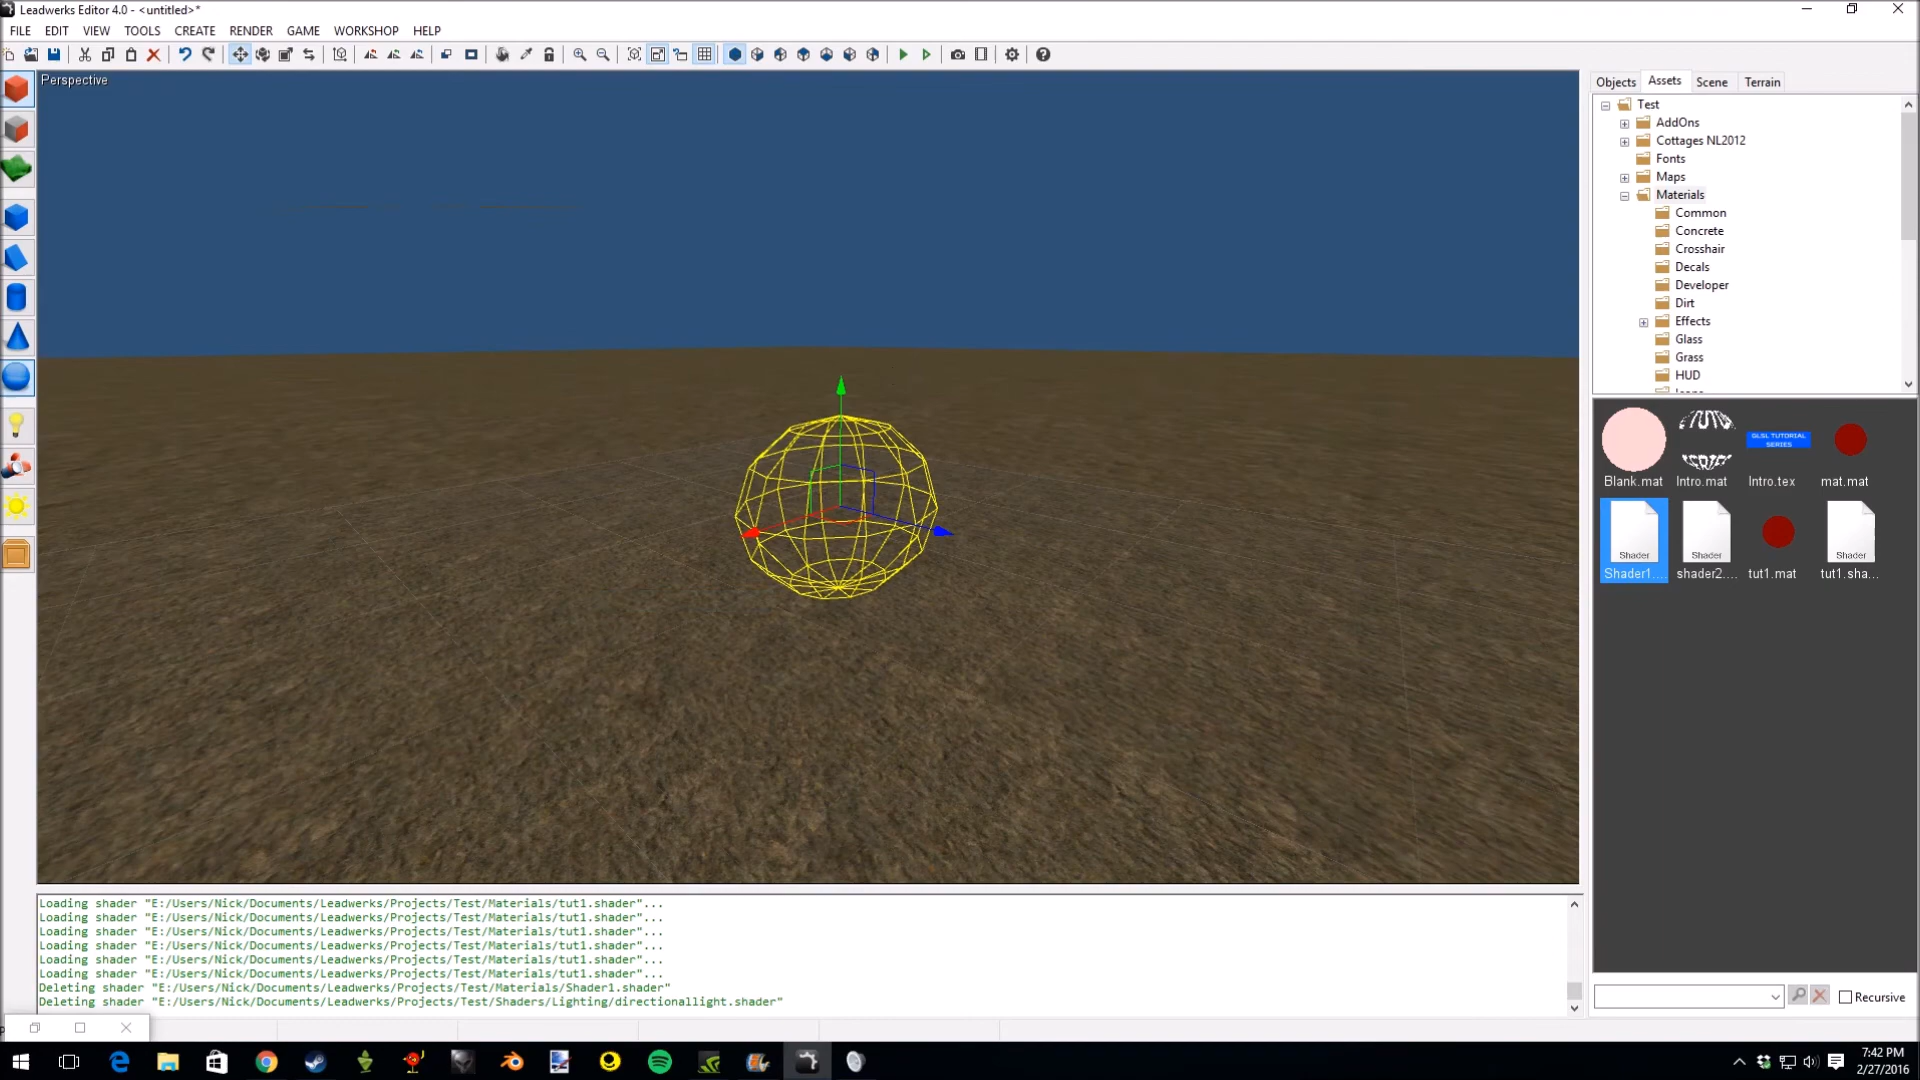 Leadwerks Editor 4.0 - <untitled>*
FILE EDIT VIEW TOOLS CREATE RENDER GAME WORKSHOP HELP
Perspective
Objects Assets Scene Terrain
Test
AddOns
Cottages NL2012
Fonts
Maps
Materials
Common
Concrete
Crosshair
Decals
Developer
Dirt
Effects
Glass
Grass
HUD
GLSL TUTORIAL
SERIES
Blank.mat Intro.mat Intro.tex mat.mat
Shader Shader Shader
Shader1.... shader2.... tut1.mat tut1.sha...
Loading shader "E:/Users/Nick/Documents/Leadwerks/Projects/Test/Materials/tut1.shader"...
Loading shader "E:/Users/Nick/Documents/Leadwerks/Projects/Test/Materials/tut1.shader"...
Loading shader "E:/Users/Nick/Documents/Leadwerks/Projects/Test/Materials/tut1.shader"...
Loading shader "E:/Users/Nick/Documents/Leadwerks/Projects/Test/Materials/tut1.shader"...
Loading shader "E:/Users/Nick/Documents/Leadwerks/Projects/Test/Materials/tut1.shader"...
Loading shader "E:/Users/Nick/Documents/Leadwerks/Projects/Test/Materials/tut1.shader"...
Deleting shader "E:/Users/Nick/Documents/Leadwerks/Projects/Test/Materials/Shader1.shader"
Deleting shader "E:/Users/Nick/Documents/Leadwerks/Projects/Test/Shaders/Lighting/directionallight.shader"
Recursive
7:42 PM
2/27/2016